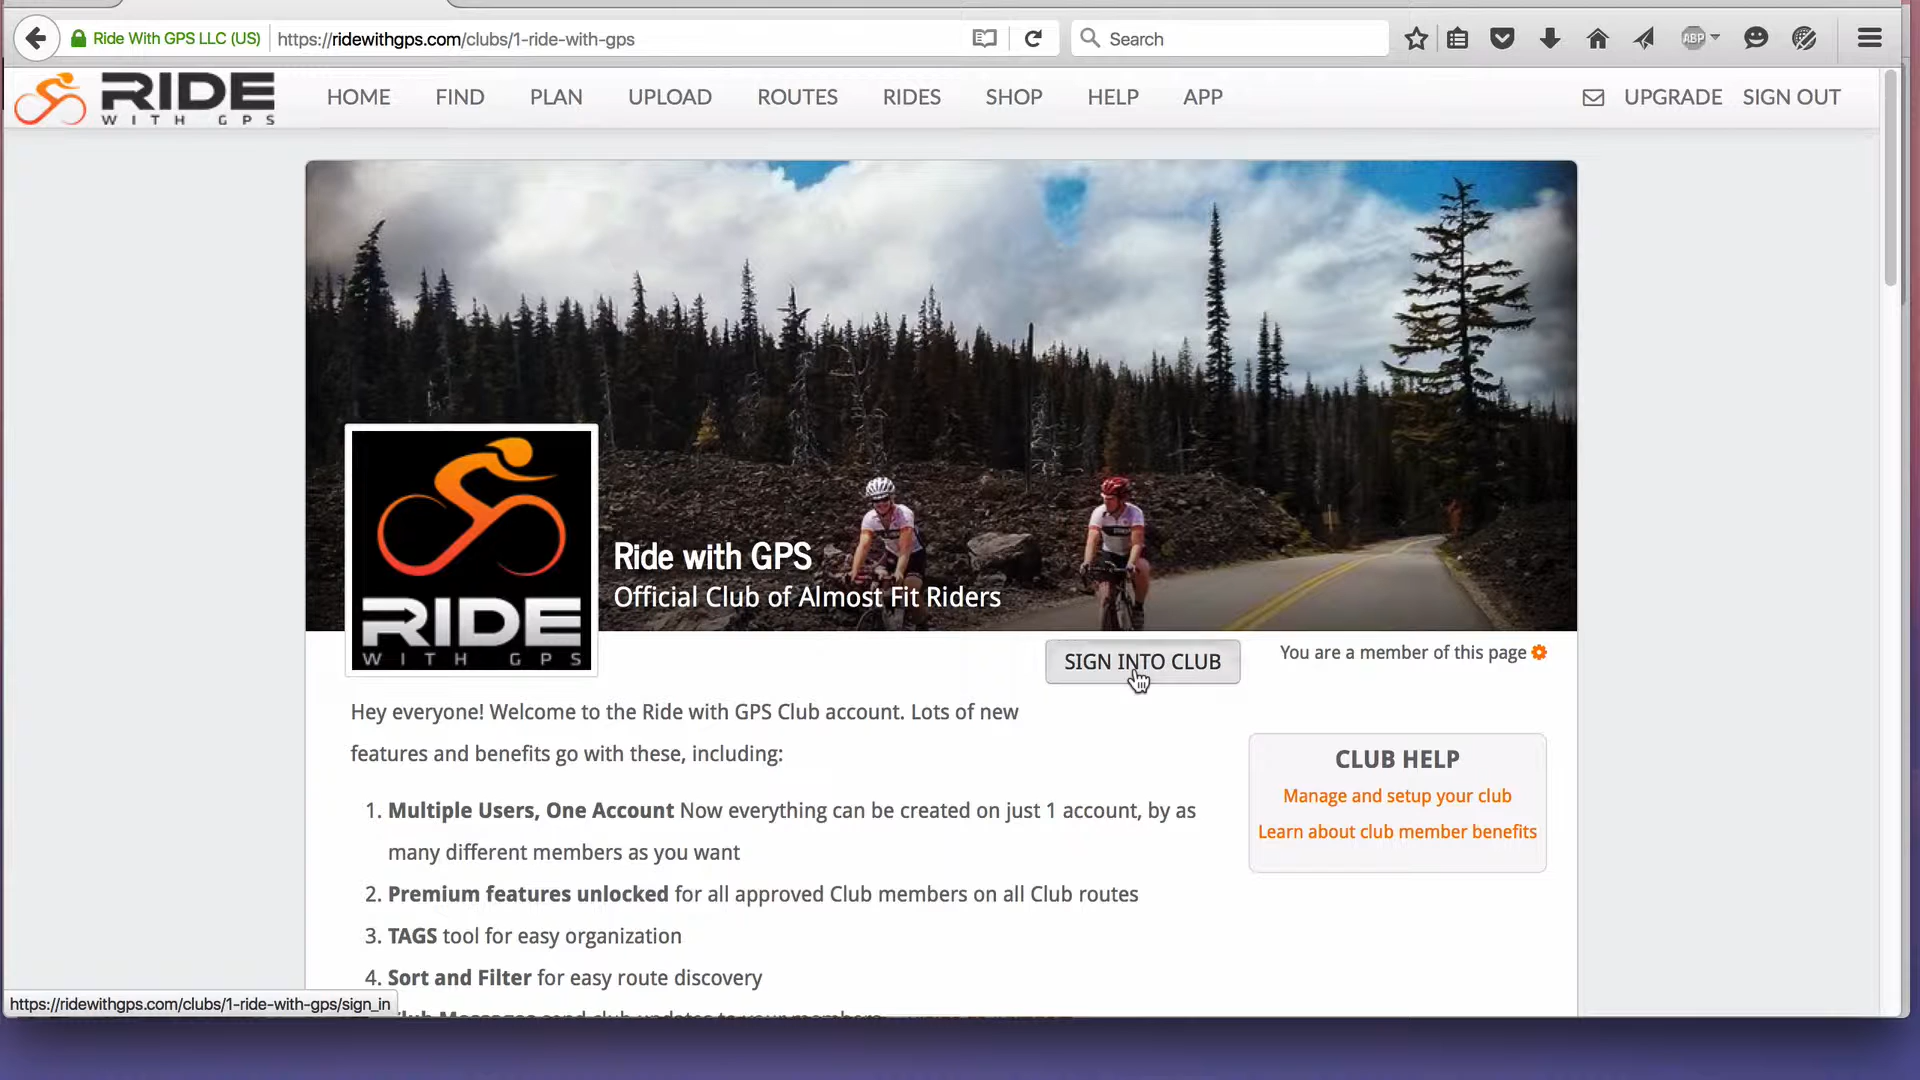 Ride With GPS LLC (US)
https://ridewithgps.com/clubs/1-ride-with-gps
Search
ABP
RIDE
WITH GPS
HOME
FIND
PLAN
UPLOAD
ROUTES
RIDES
SHOP
HELP
APP
UPGRADE
SIGN OUT
RIDE
WITH GPS
Ride with GPS
Official Club of Almost Fit Riders
SIGN INTO CLUB
You are a member of this page
Hey everyone! Welcome to the Ride with GPS Club account. Lots of new
features and benefits go with these, including:
1. Multiple Users, One Account Now everything can be created on just 1 account, by as
many different members as you want
2. Premium features unlocked for all approved Club members on all Club routes
3. TAGS tool for easy organization
4. Sort and Filter for easy route discovery
CLUB HELP
Manage and setup your club
Learn about club member benefits
https://ridewithgps.com/clubs/1-ride-with-gps/sign_in